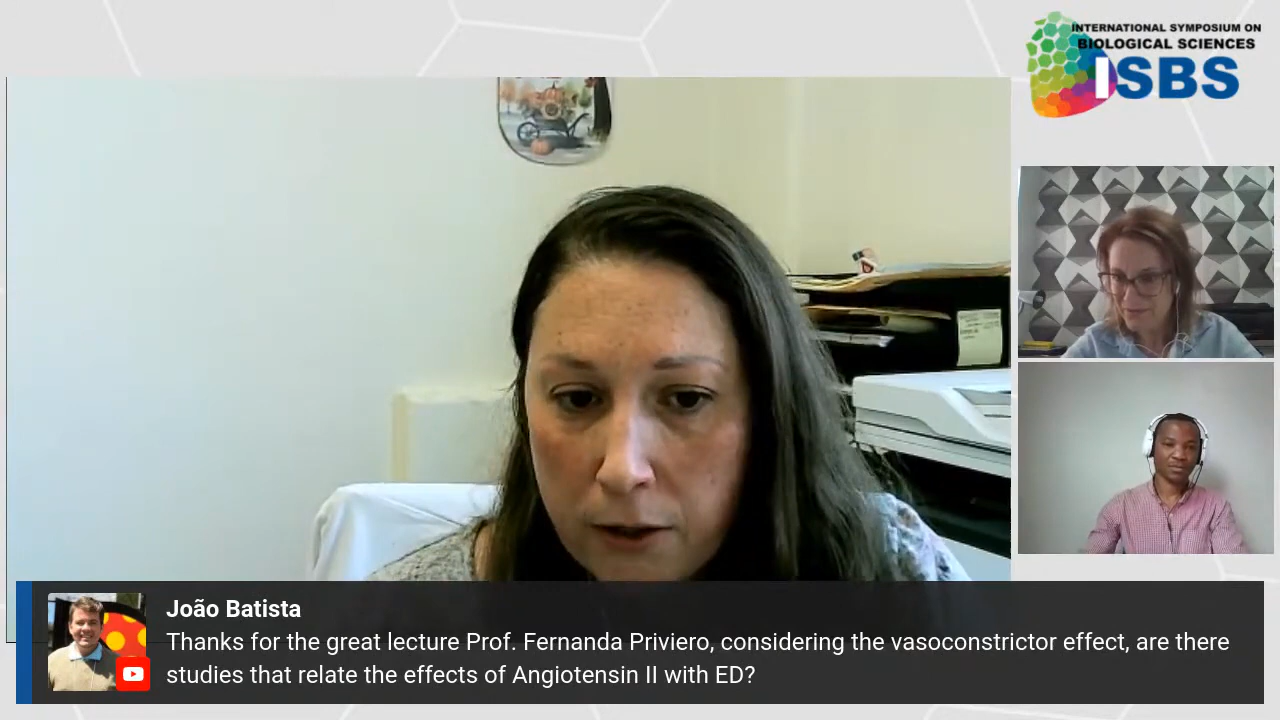 INTERNATIONAL SYMPOSIUM ON
BIOLOGICAL SCIENCES
ISBS
João Batista
Thanks for the great lecture Prof. Fernanda Priviero, considering the vasoconstrictor effect, are there
studies that relate the effects of Angiotensin II with ED?